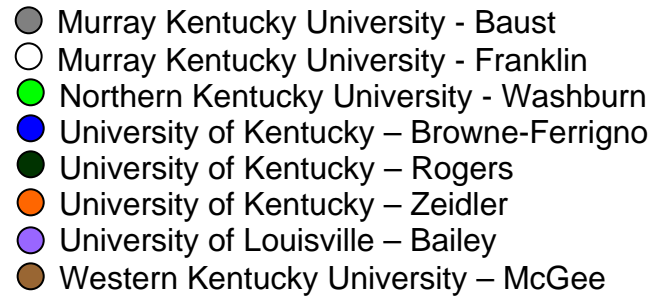 Murray Kentucky University - Baust
Murray Kentucky University - Franklin
Northern Kentucky University - Washburn
University of Kentucky – Browne-Ferrigno
University of Kentucky – Rogers
University of Kentucky – Zeidler
University of Louisville – Bailey
Western Kentucky University – McGee